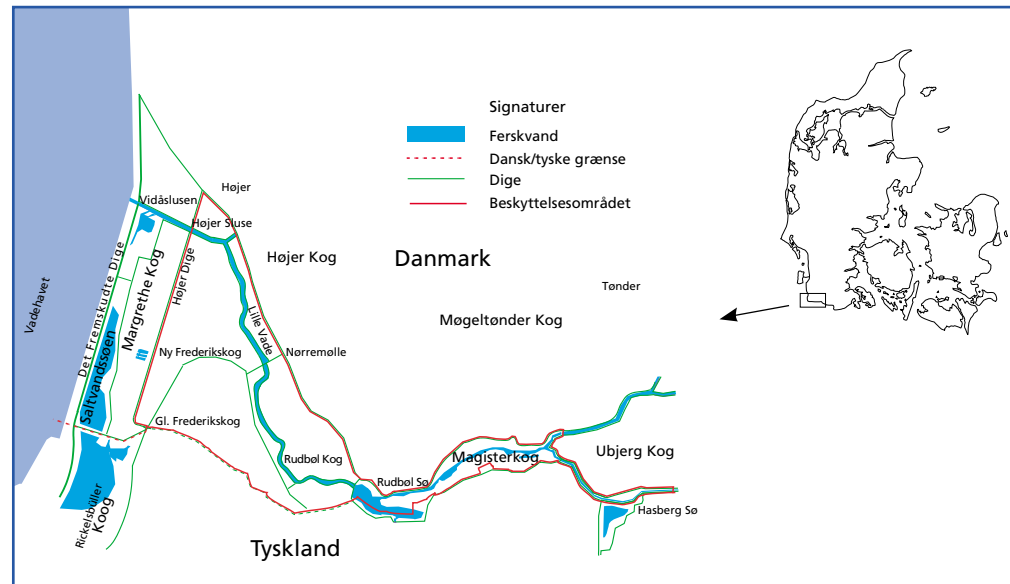 Signaturer
Ferskvand
Dansk/tyske grænse
Dige
Beskyttelsesområdet
Højer
Vidåslusen
Højer Sluse
Højer Kog
Danmark
Tønder
Møgeltønder Kog
Vadehavet
Det Fremskudte Dige
Saltvandssøen
Margrethe Kog
Højer Dige
Lille Vade
Ny Frederikskog
Nørremølle
Gl. Frederikskog
Rudbøl Kog
Rudbøl Sø
Magisterkog
Ubjerg Kog
Hasberg Sø
Rickelsbüller
Koog
Tyskland